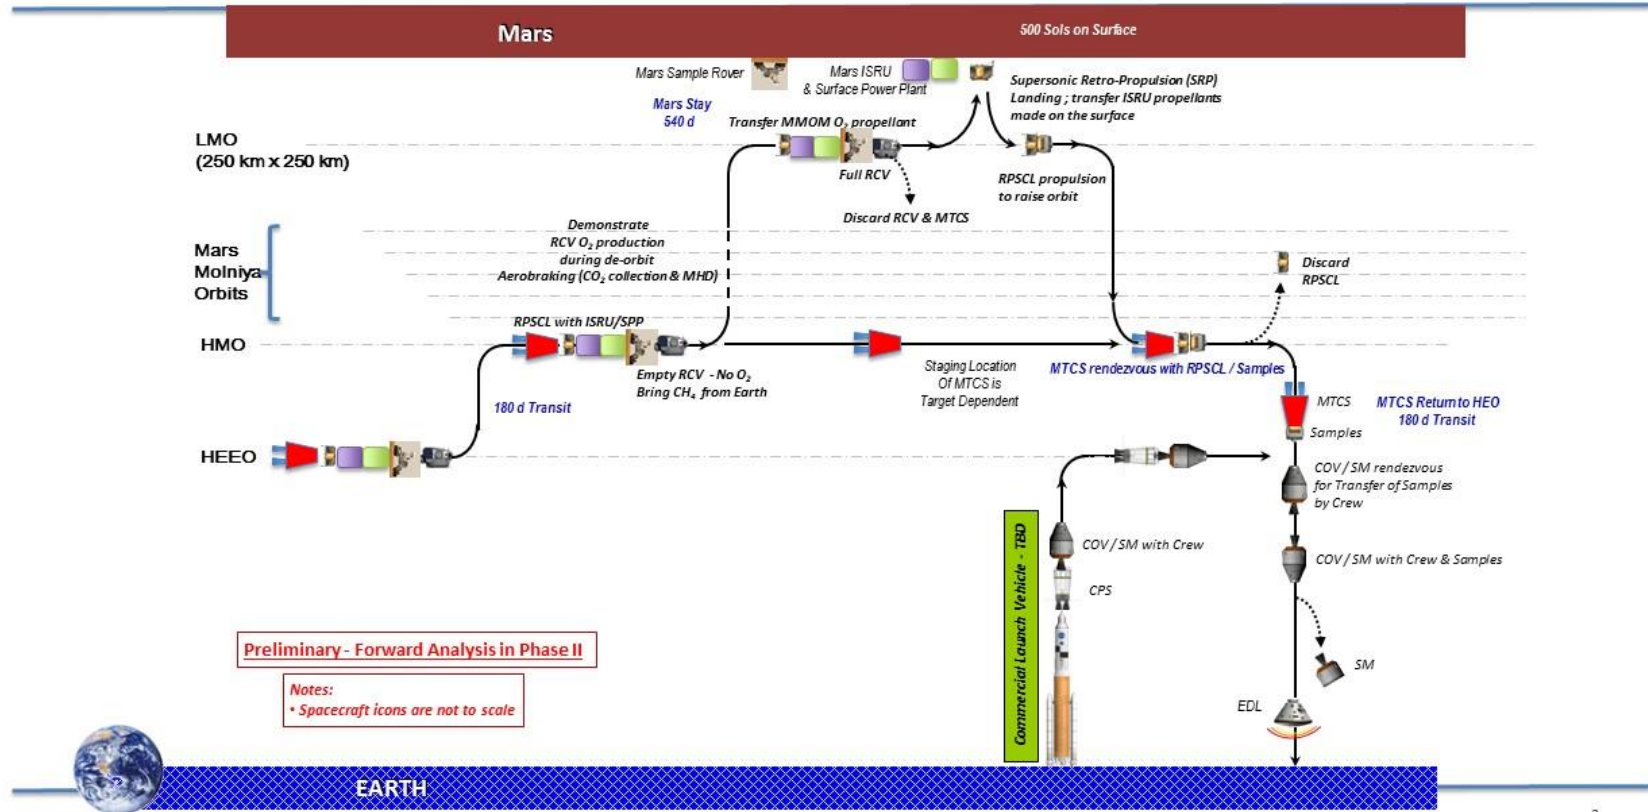 Mars
500 Sols on Surface
Mars Sample Rover
Mars ISRU
& Surface Power Plant
Supersonic Retro-Propulsion (SRP)
Landing ; transfer ISRU propellants
made on the surface
Mars Stay
540 d
Transfer MMOM O₂ propellant
LMO
(250 km x 250 km)
Full RCV
RPSCL propulsion
to raise orbit
Discard RCV & MTCS
Demonstrate
RCV O₂ production
during de-orbit
Aerobraking (CO₂ collection & MHD)
Mars
Molniya
Orbits
Discard
RPSCL
RPSCL with ISRU/SPP
HMO
Empty RCV - No O₂
Bring CH₄ from Earth
Staging Location
Of MTCS is
Target Dependent
MTCS rendezvous with RPSCL / Samples
180 d Transit
MTCS
Samples
MTCS Return to HEO
180 d Transit
HEEO
COV / SM rendezvous
for Transfer of Samples
by Crew
Commercial Launch Vehicle - TBD
COV / SM with Crew
CPS
COV / SM with Crew & Samples
SM
EDL
Preliminary - Forward Analysis in Phase II
Notes:
• Spacecraft icons are not to scale
EARTH